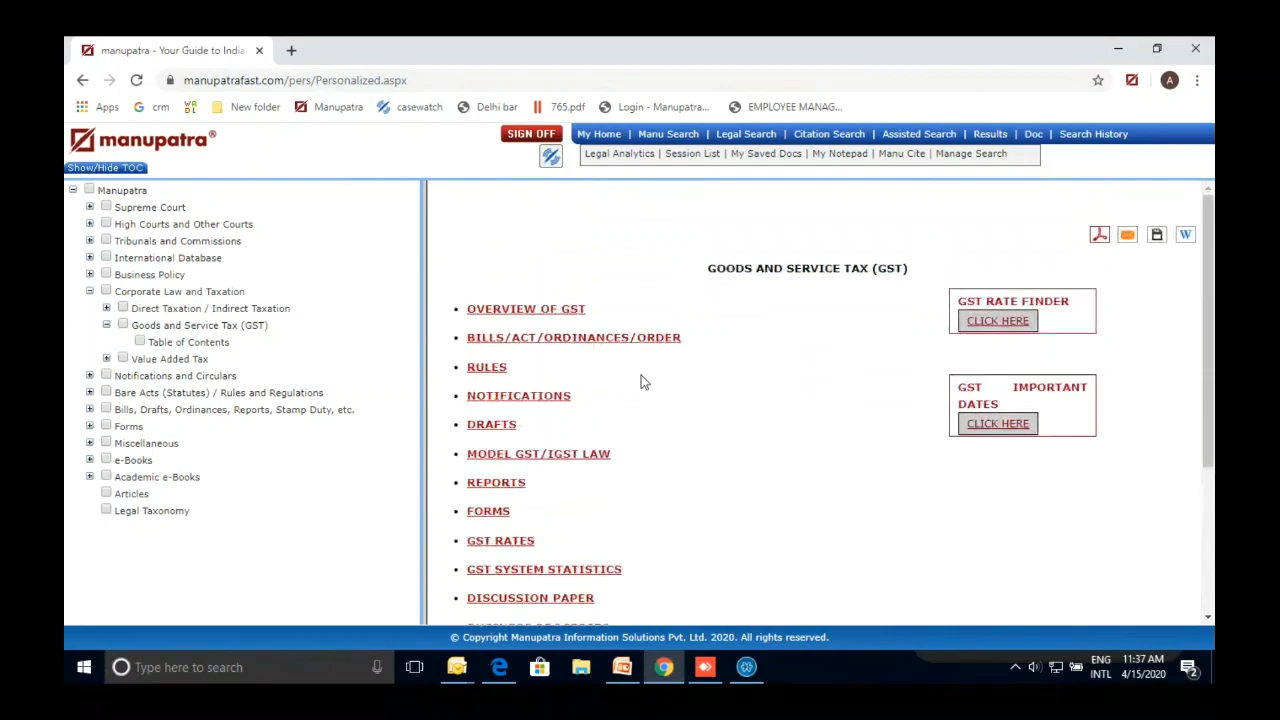 manupatra - Your Guide to India
manupatrafast.com/pers/Personalized.aspx
A
Apps
crm
New folder
Manupatra
casewatch
Delhi bar
765.pdf
Login - Manupatra...
EMPLOYEE MANAG...
manupatra®
SIGN OFF
My Home | Manu Search | Legal Search | Citation Search | Assisted Search | Results | Doc | Search History
Legal Analytics | Session List | My Saved Docs | My Notepad | Manu Cite | Manage Search
Show/Hide TOC
Manupatra
Supreme Court
High Courts and Other Courts
Tribunals and Commissions
International Database
Business Policy
Corporate Law and Taxation
Direct Taxation / Indirect Taxation
Goods and Service Tax (GST)
Table of Contents
Value Added Tax
Notifications and Circulars
Bare Acts (Statutes) / Rules and Regulations
Bills, Drafts, Ordinances, Reports, Stamp Duty, etc.
Forms
Miscellaneous
e-Books
Academic e-Books
Articles
Legal Taxonomy
W
GOODS AND SERVICE TAX (GST)
• OVERVIEW OF GST
• BILLS/ACT/ORDINANCES/ORDER
• RULES
• NOTIFICATIONS
• DRAFTS
• MODEL GST/IGST LAW
• REPORTS
• FORMS
• GST RATES
• GST SYSTEM STATISTICS
• DISCUSSION PAPER
GST RATE FINDER
CLICK HERE
GST IMPORTANT
DATES
CLICK HERE
© Copyright Manupatra Information Solutions Pvt. Ltd. 2020. All rights reserved.
Type here to search
ENG
INTL
11:37 AM
4/15/2020
2